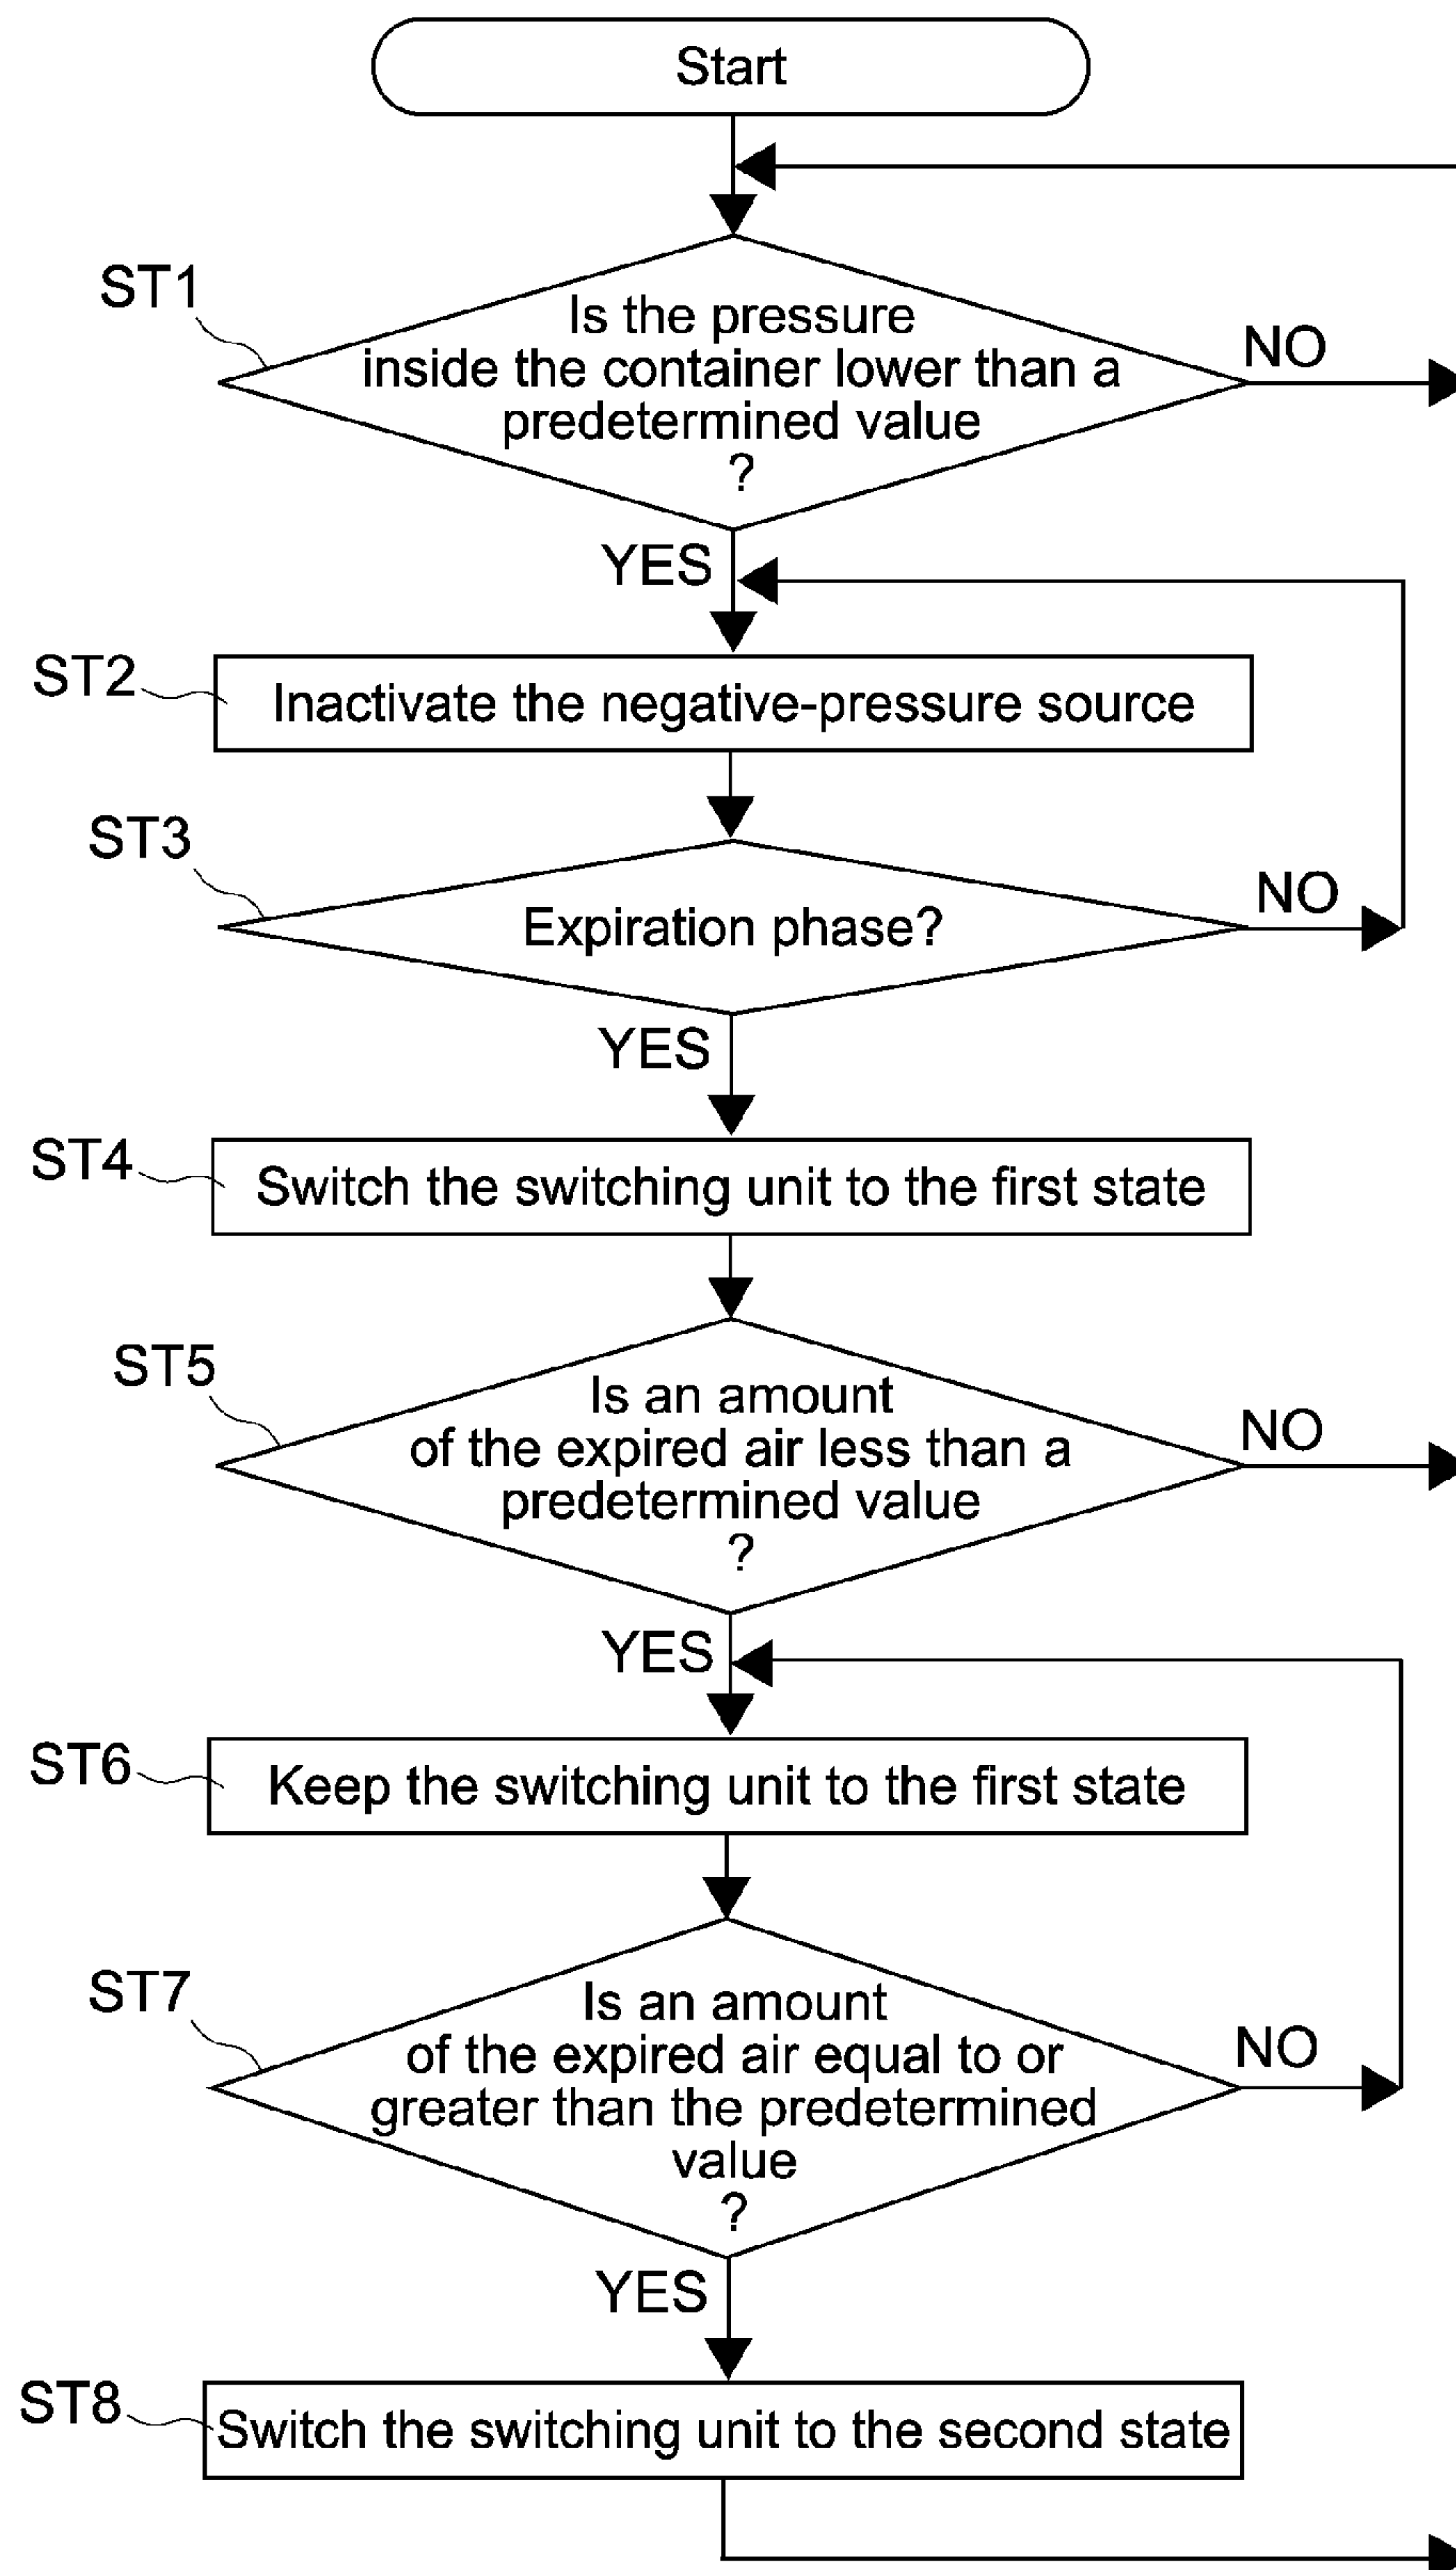 Start
ST1
Is the pressure
inside the container lower than a
predetermined value
?
NO
YES
ST2
Inactivate the negative-pressure source
ST3
Expiration phase?
NO
YES
ST4
Switch the switching unit to the first state
ST5
Is an amount
of the expired air less than a
predetermined value
?
NO
YES
ST6
Keep the switching unit to the first state
ST7
Is an amount
of the expired air equal to or
greater than the predetermined
value
?
NO
YES
ST8
Switch the switching unit to the second state